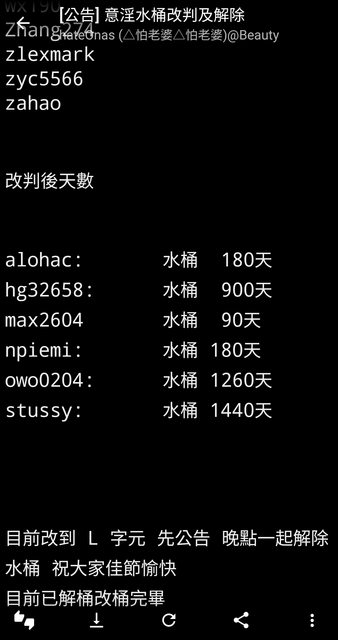 [公告] 意淫水桶改判及解除
Zhang274
(△怕老婆△怕老婆)@Beauty
zlexmark
zyc5566
zahao
改判後天數
alohac: 水桶 180天
hg32658: 水桶 900天
max2604 水桶 90天
npiemi: 水桶 180天
owo0204: 水桶 1260天
stussy: 水桶 1440天
目前改到 L 字元 先公告 晚點一起解除
水桶 祝大家佳節愉快
目前已解桶改桶完畢